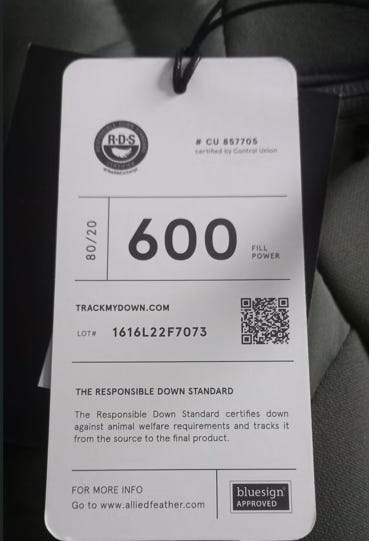 R·D·S
# CU 857705
certified by Control Union
80/20
600
FILL
POWER
TRACKMYDOWN.COM
LOT# 1616L22F7073
THE RESPONSIBLE DOWN STANDARD
The Responsible Down Standard certifies down
against animal welfare requirements and tracks it
from the source to the final product.
FOR MORE INFO
Go to www.alliedfeather.com
bluesign®
APPROVED